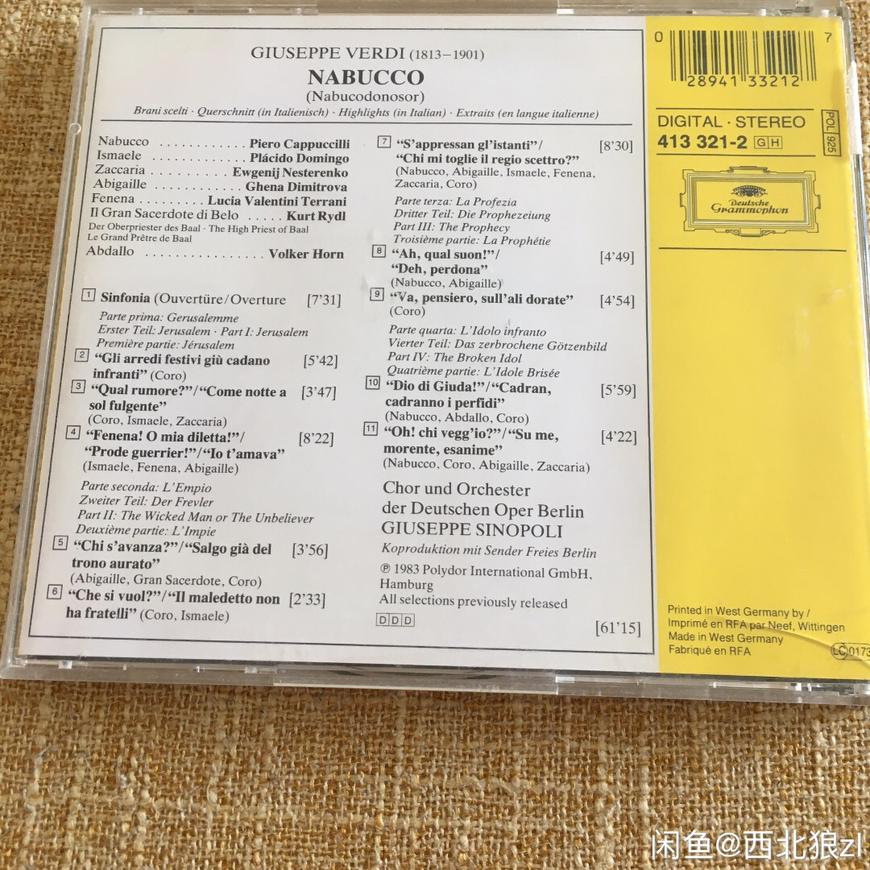 GIUSEPPE VERDI (1813–1901)
NABUCCO
(Nabucodonosor)
Brani scelti · Querschnitt (in Italienisch) · Highlights (in Italian) · Extraits (en langue italienne)
Nabucco ........... Piero Cappuccilli
Ismaele ............ Plácido Domingo
Zaccaria ......... Ewgenij Nesterenko
Abigaille .......... Ghena Dimitrova
Fenena ...... Lucia Valentini Terrani
Il Gran Sacerdote di Belo ..... Kurt Rydl
Der Oberpriester des Baal · The High Priest of Baal
Le Grand Prêtre de Baal
Abdallo ................ Volker Horn
1 Sinfonia (Ouvertüre/Overture [7'31]
Parte prima: Gerusalemme
Erster Teil: Jerusalem · Part I: Jerusalem
Première partie: Jérusalem
2 “Gli arredi festivi giù cadano [5'42]
infranti” (Coro)
3 “Qual rumore?”/“Come notte a [3'47]
sol fulgente”
(Coro, Ismaele, Zaccaria)
4 “Fenena! O mia diletta!”/ [8'22]
“Prode guerrier!”/“Io t'amava”
(Ismaele, Fenena, Abigaille)
Parte seconda: L'Empio
Zweiter Teil: Der Frevler
Part II: The Wicked Man or The Unbeliever
Deuxième partie: L'Impie
5 “Chi s'avanza?”/“Salgo già del [3'56]
trono aurato”
(Abigaille, Gran Sacerdote, Coro)
6 “Che si vuol?”/“Il maledetto non [2'33]
ha fratelli” (Coro, Ismaele)
7 “S'appressan gl'istanti”/ [8'30]
“Chi mi toglie il regio scettro?”
(Nabucco, Abigaille, Ismaele, Fenena,
Zaccaria, Coro)
Parte terza: La Profezia
Dritter Teil: Die Prophezeiung
Part III: The Prophecy
Troisième partie: La Prophétie
8 “Ah, qual suon!”/ [4'49]
“Deh, perdona”
(Nabucco, Abigaille)
9 “Va, pensiero, sull'ali dorate” [4'54]
(Coro)
Parte quarta: L'Idolo infranto
Vierter Teil: Das zerbrochene Götzenbild
Part IV: The Broken Idol
Quatrième partie: L'Idole Brisée
10 “Dio di Giuda!”/“Cadran, [5'59]
cadranno i perfidi”
(Nabucco, Abdallo, Coro)
11 “Oh! chi vegg'io?”/“Su me, [4'22]
morente, esanime”
(Nabucco, Coro, Abigaille, Zaccaria)
Chor und Orchester
der Deutschen Oper Berlin
GIUSEPPE SINOPOLI
Koproduktion mit Sender Freies Berlin
℗ 1983 Polydor International GmbH,
Hamburg
All selections previously released
DDD
[61'15]
0 28941 33212 7
DIGITAL · STEREO
413 321-2 GH
POL 925
Deutsche
Grammophon
Printed in West Germany by /
Imprimé en RFA par Neef, Wittingen
Made in West Germany
Fabriqué en RFA
LC 0173
闲鱼@西北狼zl